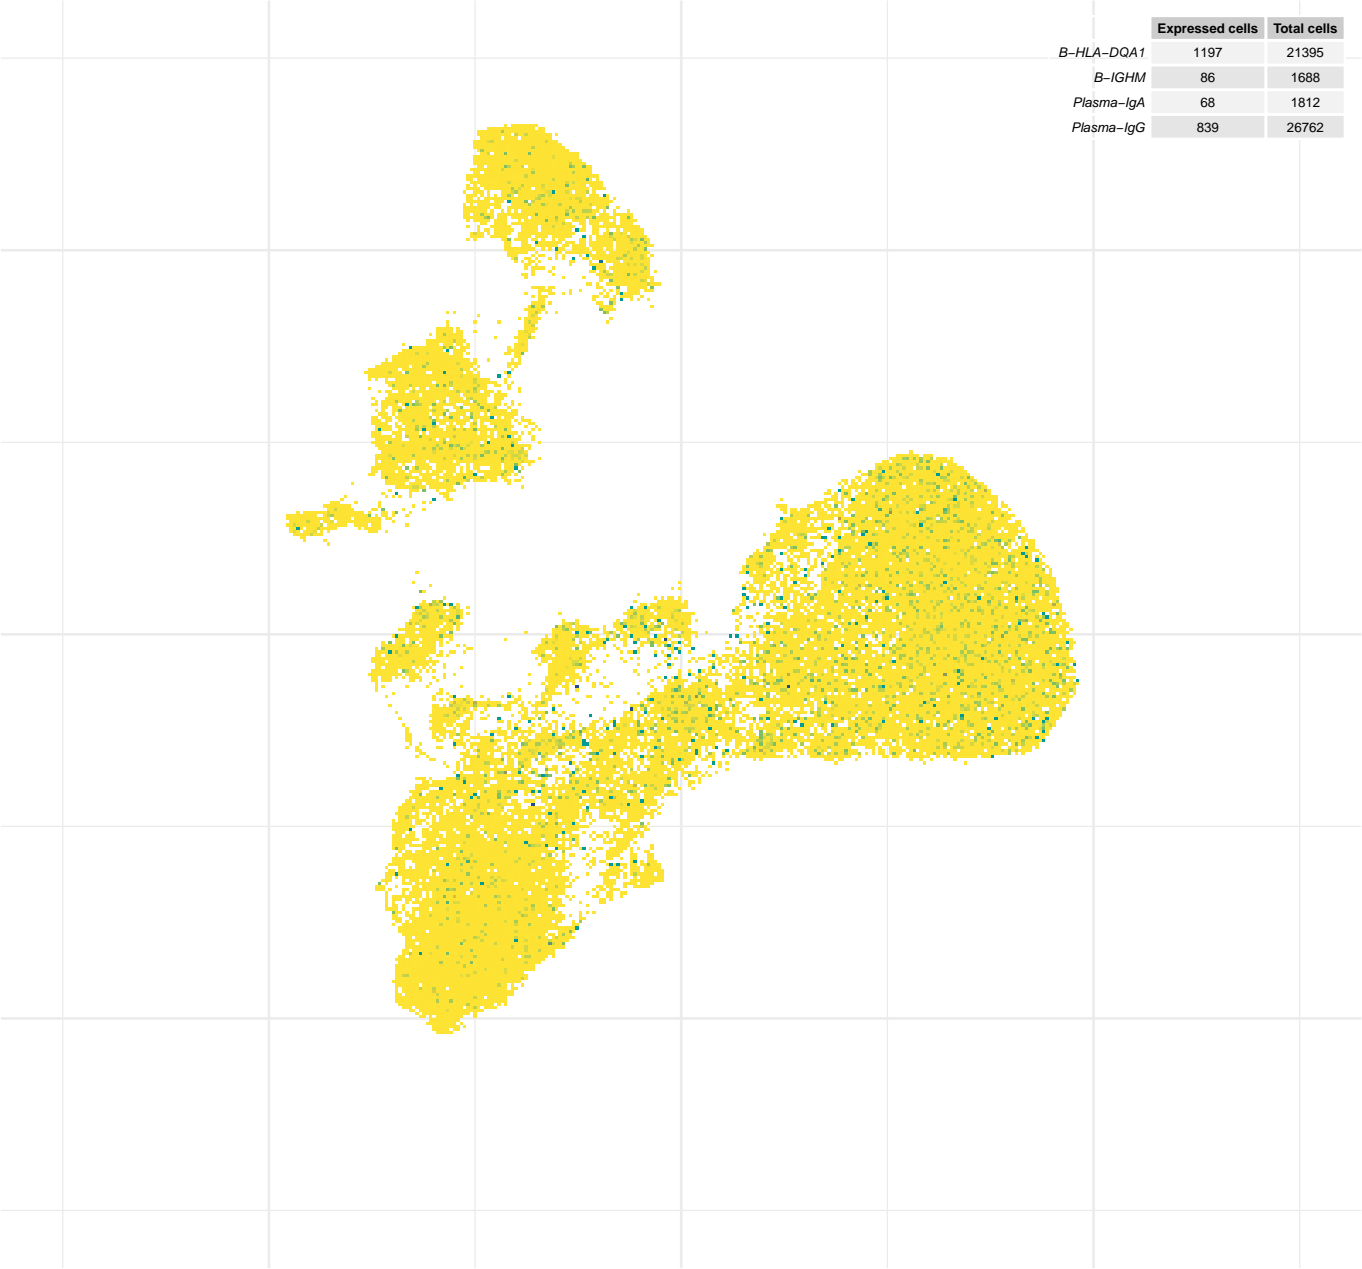 Expressed cells Total cells
B−HLA−DQA1 1197 21395
B−IGHM 86 1688
Plasma−IgA 68 1812
Plasma−IgG 839 26762